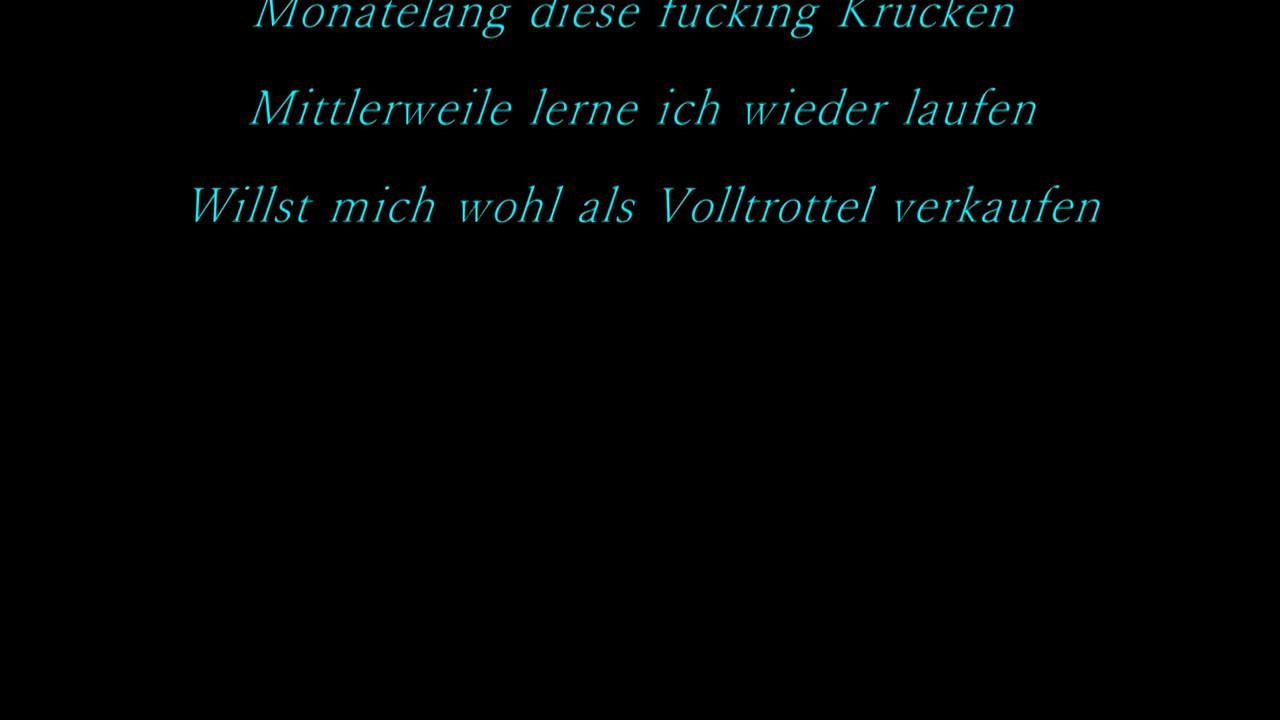 Monatelang diese fucking Krücken
Mittlerweile lerne ich wieder laufen
Willst mich wohl als Volltrottel verkaufen